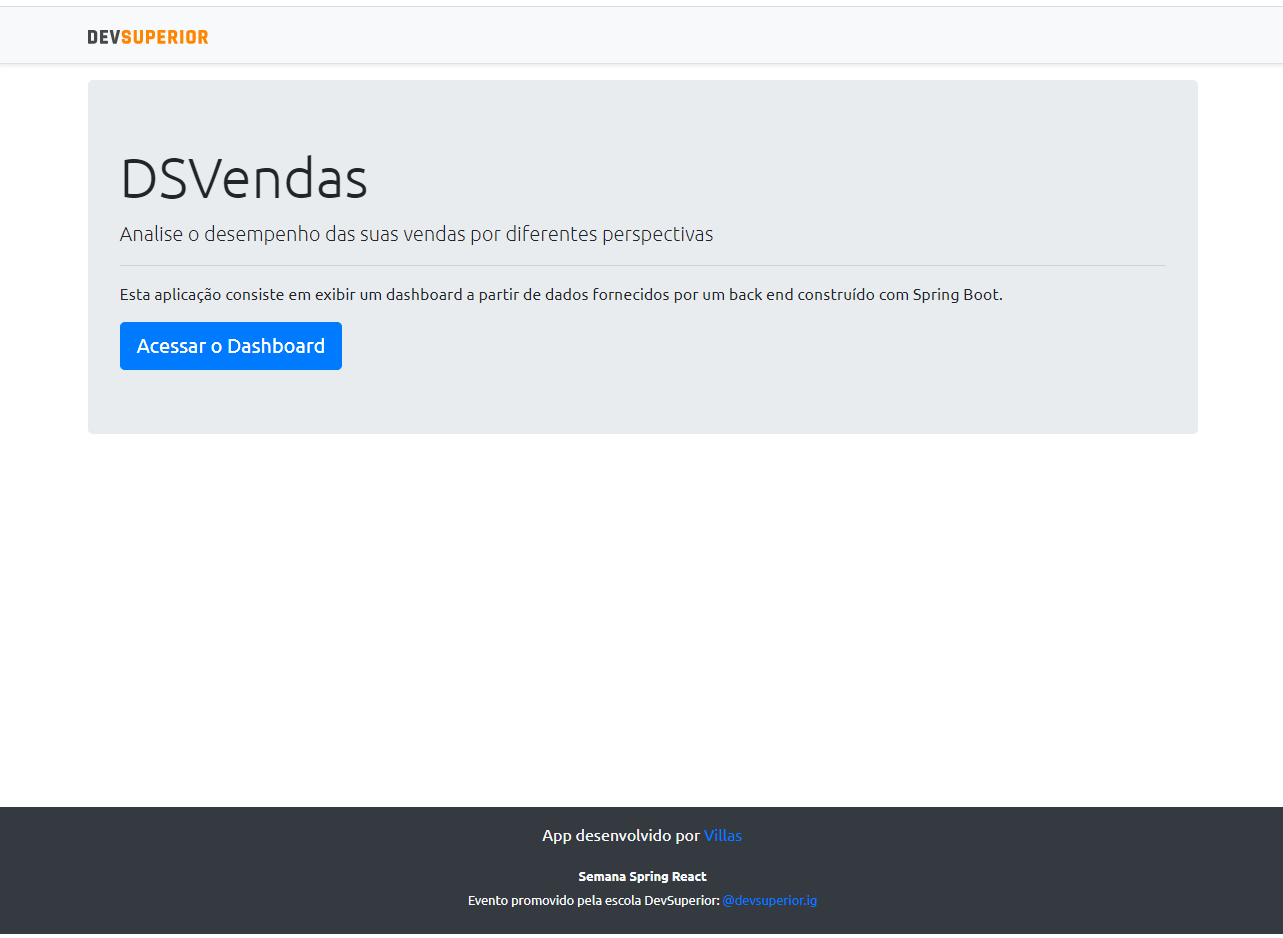 DEVSUPERIOR
DSVendas
Analise o desempenho das suas vendas por diferentes perspectivas
Esta aplicação consiste em exibir um dashboard a partir de dados fornecidos por um back end construído com Spring Boot.
Acessar o Dashboard
App desenvolvido por Villas
Semana Spring React
Evento promovido pela escola DevSuperior: @devsuperior.ig